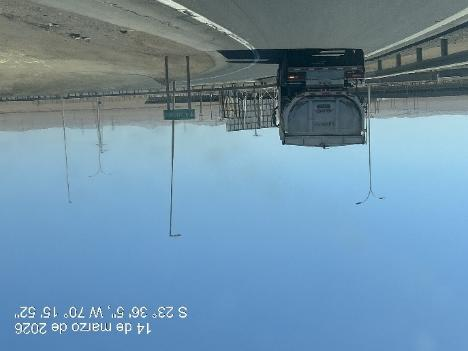 14 de marzo de 2026
S 23° 36' 5", W 70° 15' 52"